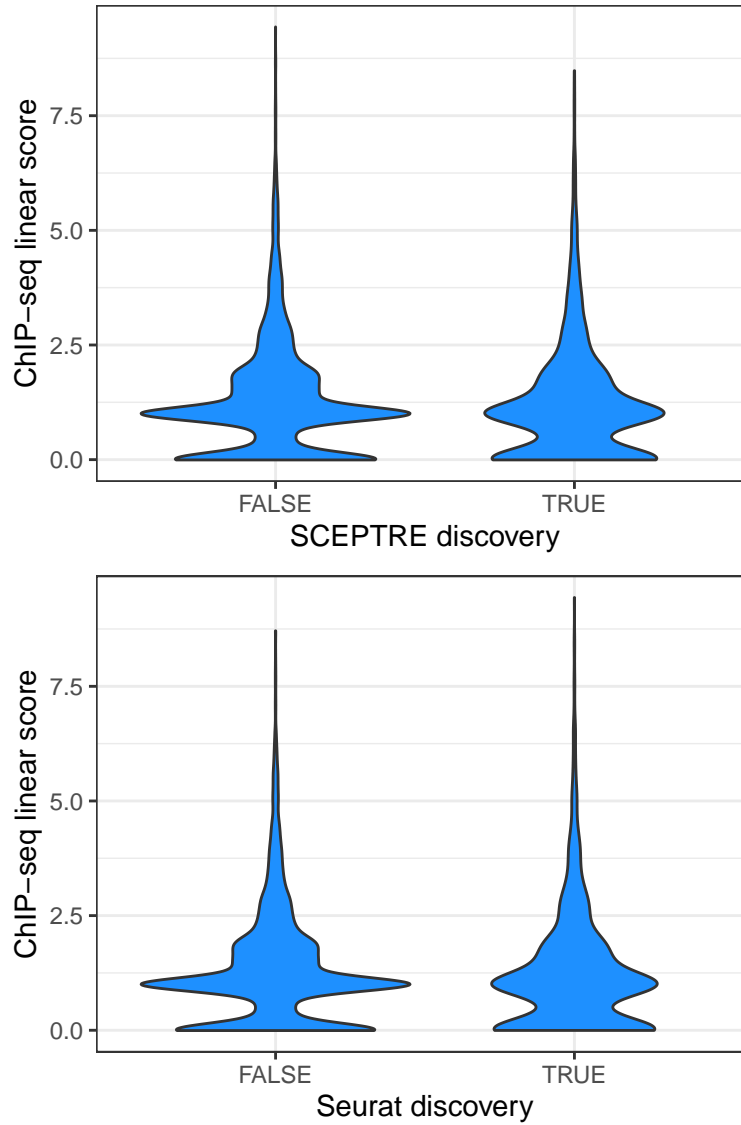 ChIP−seq linear score
7.5
5.0
2.5
0.0
FALSE TRUE
SCEPTRE discovery
ChIP−seq linear score
7.5
5.0
2.5
0.0
FALSE TRUE
Seurat discovery